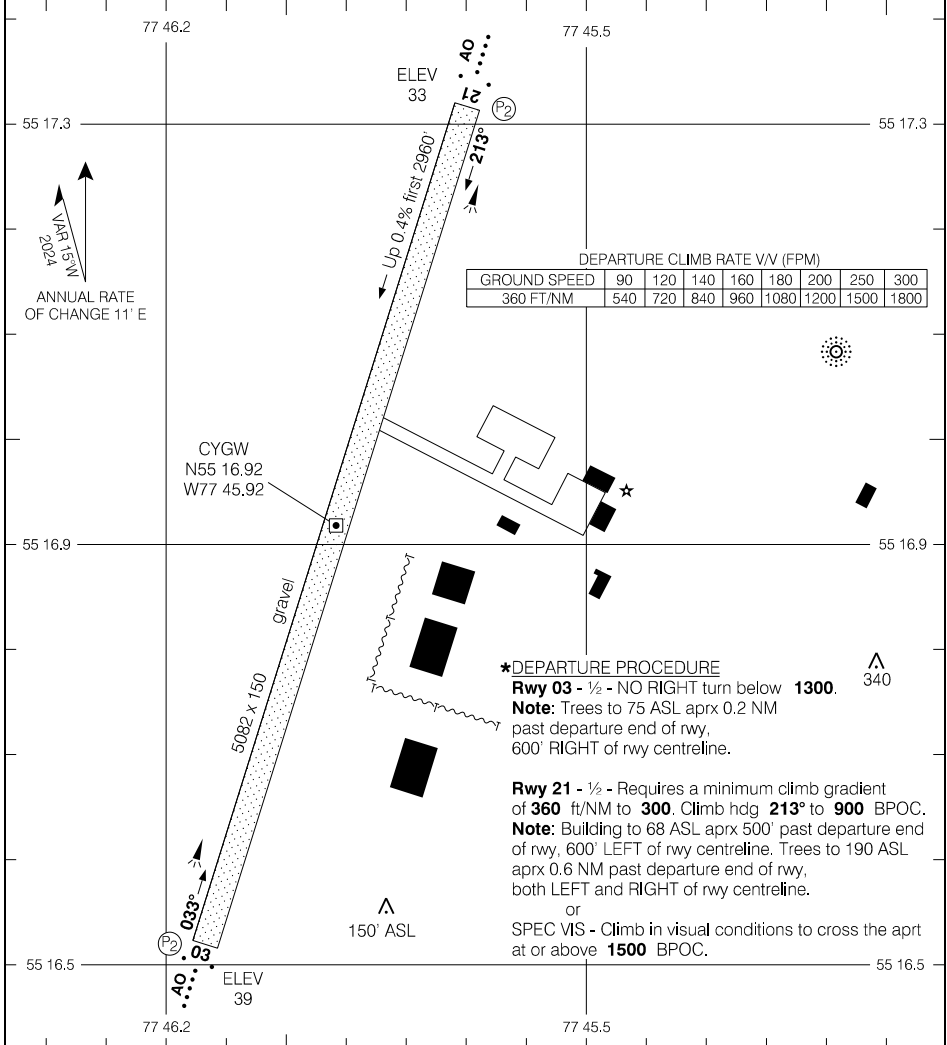 77 46.2
77 45.5
AO
ELEV
33
21
P2
55 17.3
55 17.3
213°
Up 0.4% first 2960'
VAR 15°W
2024
ANNUAL RATE
OF CHANGE 11' E
DEPARTURE CLIMB RATE V/V (FPM)
GROUND SPEED 90 120 140 160 180 200 250 300
360 FT/NM 540 720 840 960 1080 1200 1500 1800
CYGW
N55 16.92
W77 45.92
55 16.9
55 16.9
gravel
5082 x 150
340
*DEPARTURE PROCEDURE
Rwy 03 - ½ - NO RIGHT turn below 1300.
Note: Trees to 75 ASL aprx 0.2 NM
past departure end of rwy,
600' RIGHT of rwy centreline.
Rwy 21 - ½ - Requires a minimum climb gradient
of 360 ft/NM to 300. Climb hdg 213° to 900 BPOC.
Note: Building to 68 ASL aprx 500' past departure end
of rwy, 600' LEFT of rwy centreline. Trees to 190 ASL
aprx 0.6 NM past departure end of rwy,
both LEFT and RIGHT of rwy centreline.
or
SPEC VIS - Climb in visual conditions to cross the aprt
at or above 1500 BPOC.
150' ASL
033°
P2
03
55 16.5
55 16.5
AO
ELEV
39
77 46.2
77 45.5